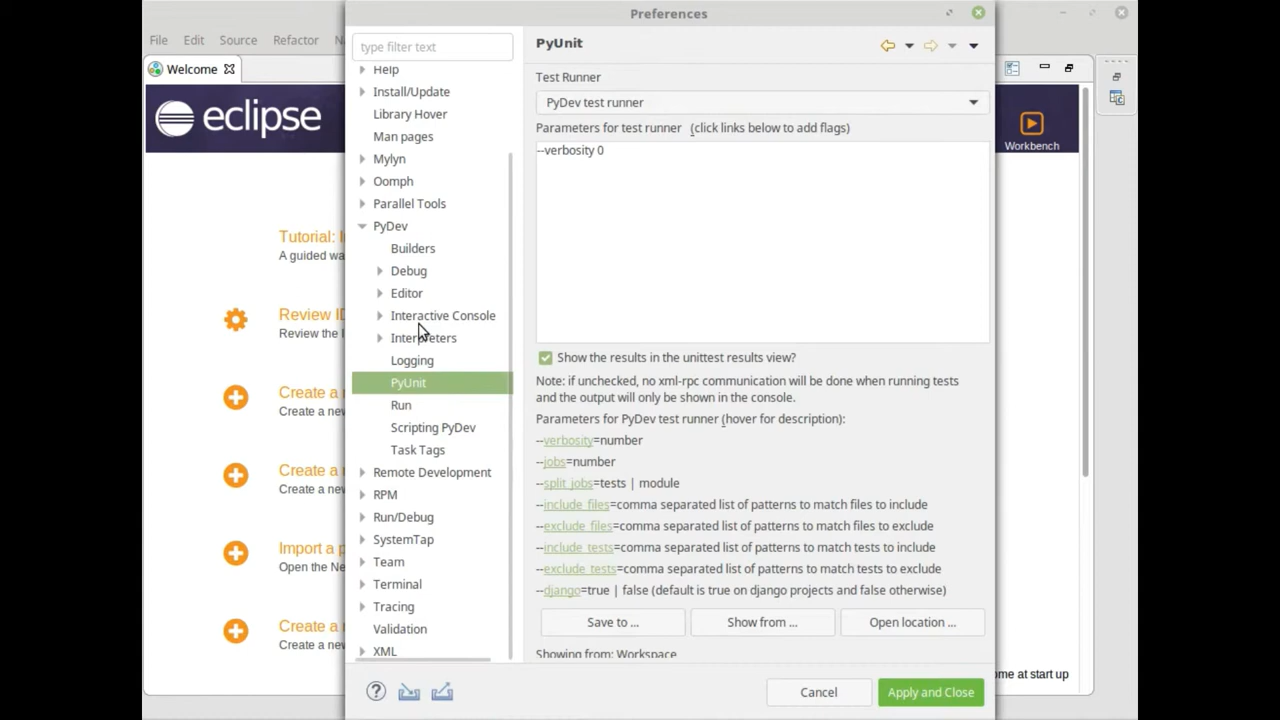 Preferences
File Edit Source Refactor
Welcome
eclipse
Workbench
Tutorial:
A guided
Review
Review the
Create a
Create a new
Create a
Create a new
Import a
Open the
Create a
Create a new
at start up
type filter text
Help
Install/Update
Library Hover
Man pages
Mylyn
Oomph
Parallel Tools
PyDev
Builders
Debug
Editor
Interactive Console
Interpreters
Logging
PyUnit
Run
Scripting PyDev
Task Tags
Remote Development
RPM
Run/Debug
SystemTap
Team
Terminal
Tracing
Validation
XML
PyUnit
Test Runner
PyDev test runner
Parameters for test runner (click links below to add flags)
--verbosity 0
Show the results in the unittest results view?
Note: if unchecked, no xml-rpc communication will be done when running tests
and the output will only be shown in the console.
Parameters for PyDev test runner (hover for description):
--verbosity=number
--jobs=number
--split_jobs=tests | module
--include_files=comma separated list of patterns to match files to include
--exclude_files=comma separated list of patterns to match files to exclude
--include_tests=comma separated list of patterns to match tests to include
--exclude_tests=comma separated list of patterns to match tests to exclude
--django=true | false (default is true on django projects and false otherwise)
Save to ... Show from ... Open location ...
Showing from: Workspace
? Cancel Apply and Close